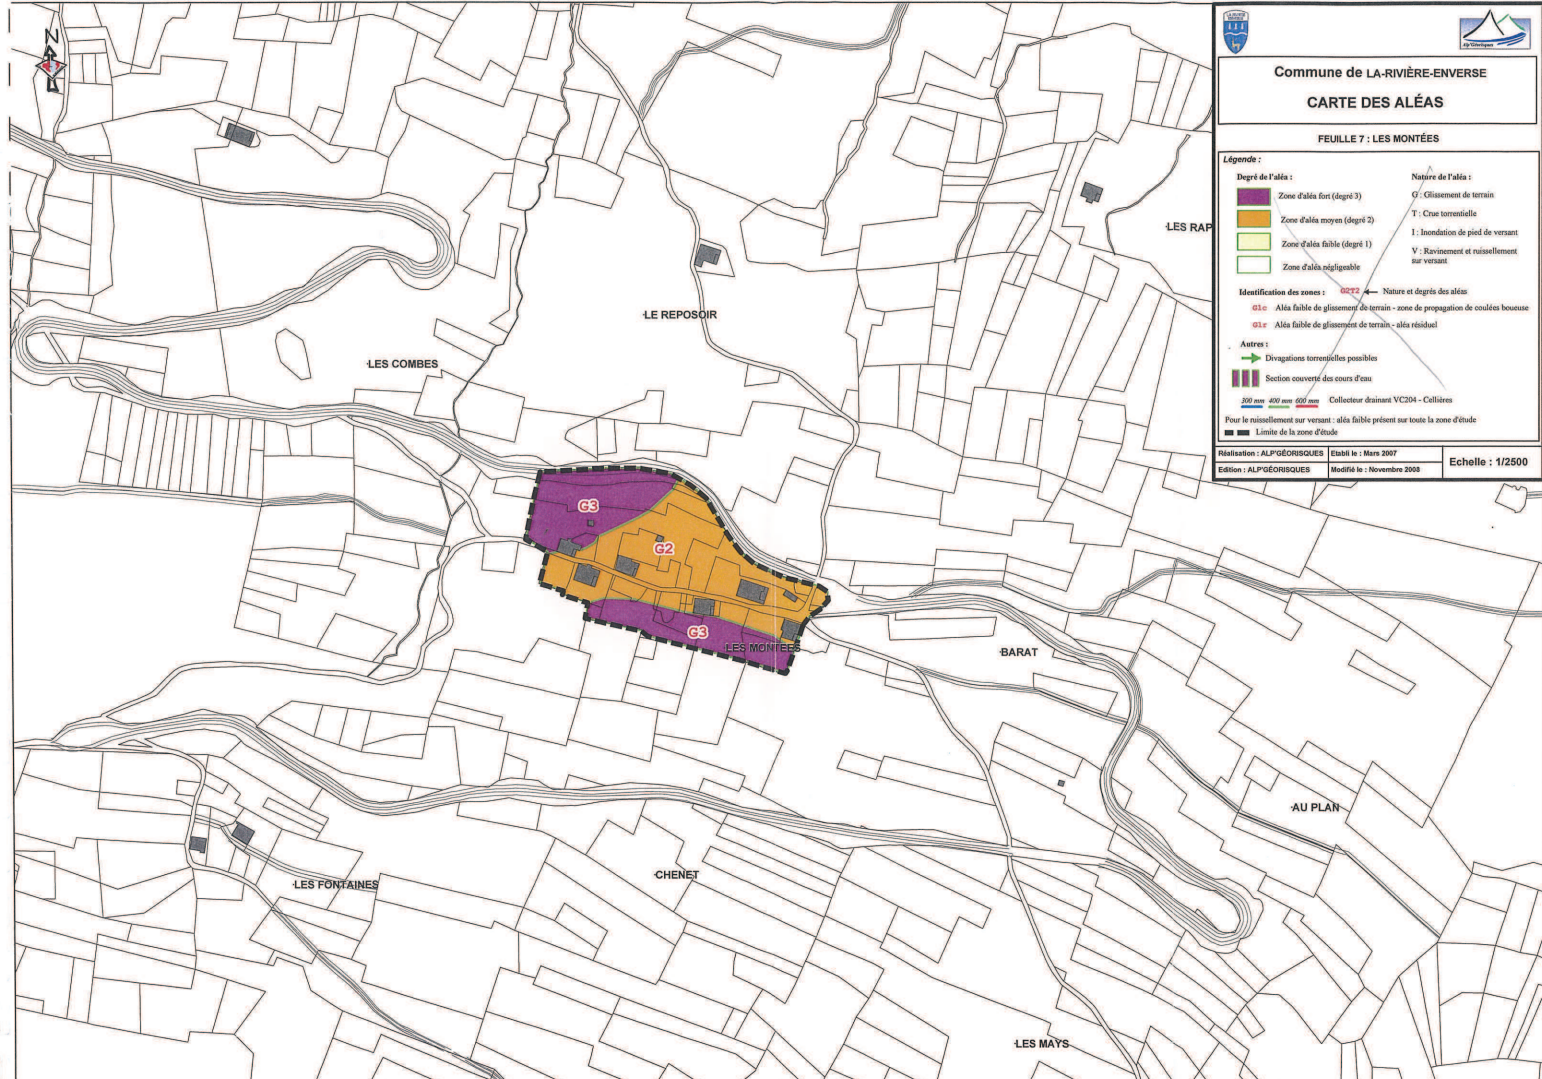 LA RIVIERE
ENVERSE
Alp'Géorisques
Commune de LA-RIVIÈRE-ENVERSE
CARTE DES ALÉAS
FEUILLE 7 : LES MONTÉES
Légende :
Degré de l'aléa :
Zone d'aléa fort (degré 3)
Zone d'aléa moyen (degré 2)
Zone d'aléa faible (degré 1)
Zone d'aléa négligeable
Nature de l'aléa :
G : Glissement de terrain
T : Crue torrentielle
I : Inondation de pied de versant
V : Ravinement et ruissellement
sur versant
Identification des zones : G2T2 Nature et degrés des aléas
G1c Aléa faible de glissement de terrain - zone de propagation de coulées boueuse
G1r Aléa faible de glissement de terrain - aléa résiduel
Autres :
Divagations torrentielles possibles
Section couverte des cours d'eau
300 mm 400 mm 600 mm Collecteur drainant VC204 - Cellières
Pour le ruissellement sur versant : aléa faible présent sur toute la zone d'étude
Limite de la zone d'étude
Réalisation : ALP'GÉORISQUES Etabli le : Mars 2007
Edition : ALP'GÉORISQUES Modifié le : Novembre 2008
Echelle : 1/2500
LES RAP
LE REPOSOIR
LES COMBES
G3
G2
G3
LES MONTÉES
BARAT
AU PLAN
CHENET
LES FONTAINES
LES MAYS